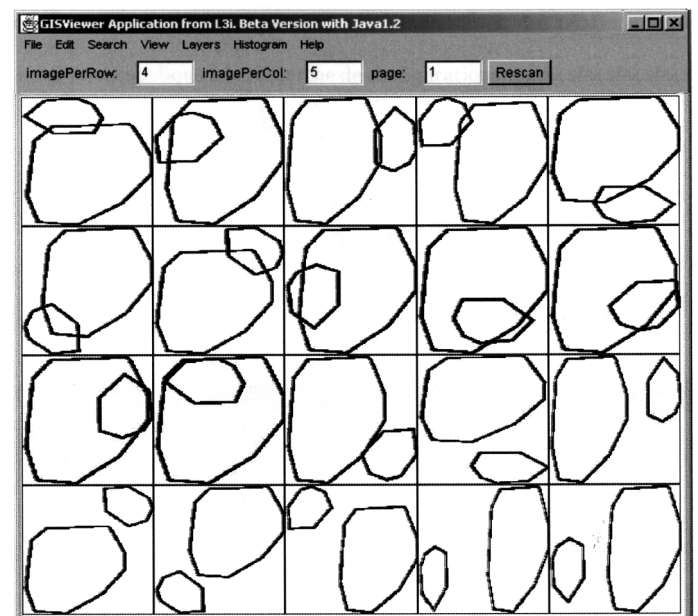 GISViewer Application from L3i. Beta Version with Java1.2
File Edit Search View Layers Histogram Help
imagePerRow: 4 imagePerCol: 5 page: 1 Rescan